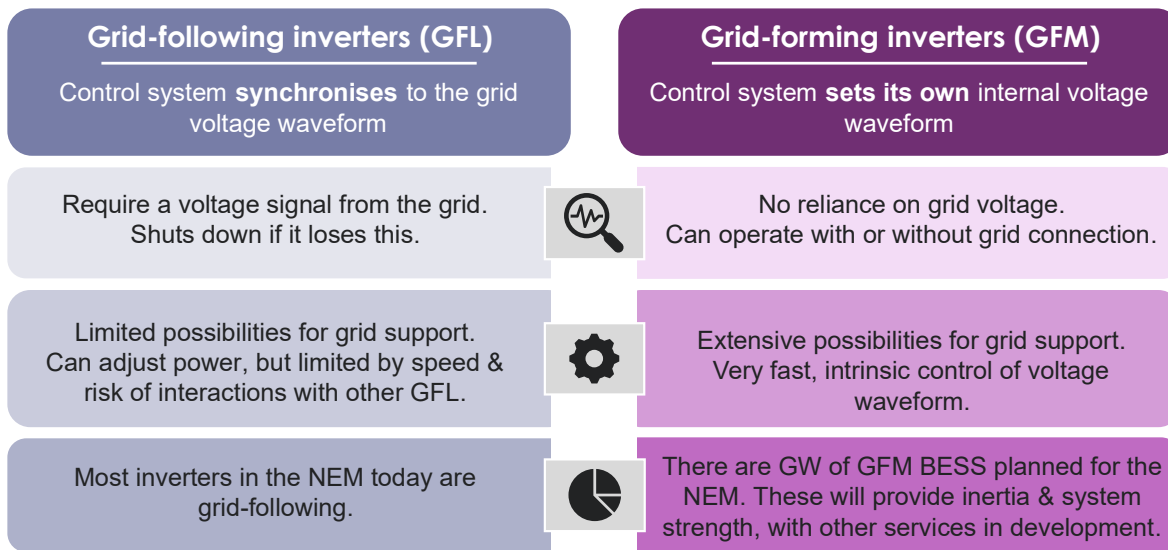 Grid-following inverters (GFL)
Control system synchronises to the grid
voltage waveform
Grid-forming inverters (GFM)
Control system sets its own internal voltage
waveform
Require a voltage signal from the grid.
Shuts down if it loses this.
No reliance on grid voltage.
Can operate with or without grid connection.
Limited possibilities for grid support.
Can adjust power, but limited by speed &
risk of interactions with other GFL.
Extensive possibilities for grid support.
Very fast, intrinsic control of voltage
waveform.
Most inverters in the NEM today are
grid-following.
There are GW of GFM BESS planned for the
NEM. These will provide inertia & system
strength, with other services in development.